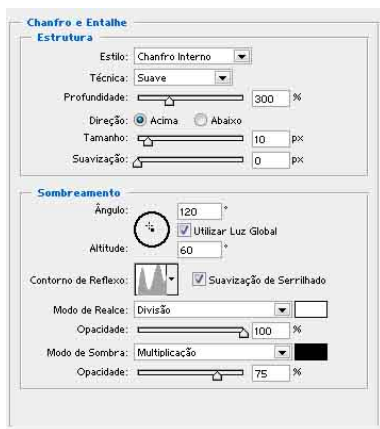 Chanfro e Entalhe
Estrutura
Estilo: Chanfro Interno
Técnica: Suave
Profundidade: 300 %
Direção: Acima Abaixo
Tamanho: 10 px
Suavização: 0 px
Sombreamento
Ângulo: 120 °
Utilizar Luz Global
Altitude: 60 °
Contorno de Reflexo: Suavização de Serrilhado
Modo de Realce: Divisão
Opacidade: 100 %
Modo de Sombra: Multiplicação
Opacidade: 75 %